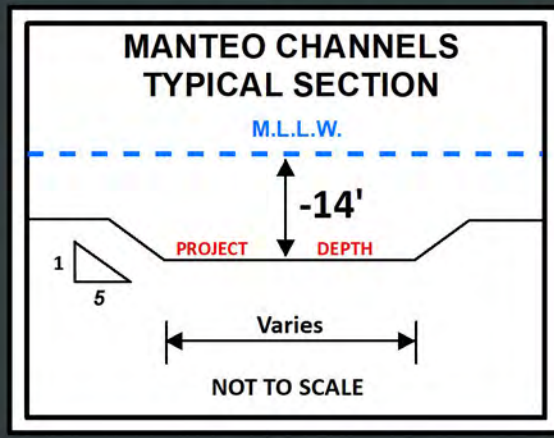 MANTEO CHANNELS
TYPICAL SECTION
M.L.L.W.
-14'
PROJECT DEPTH
1
5
Varies
NOT TO SCALE